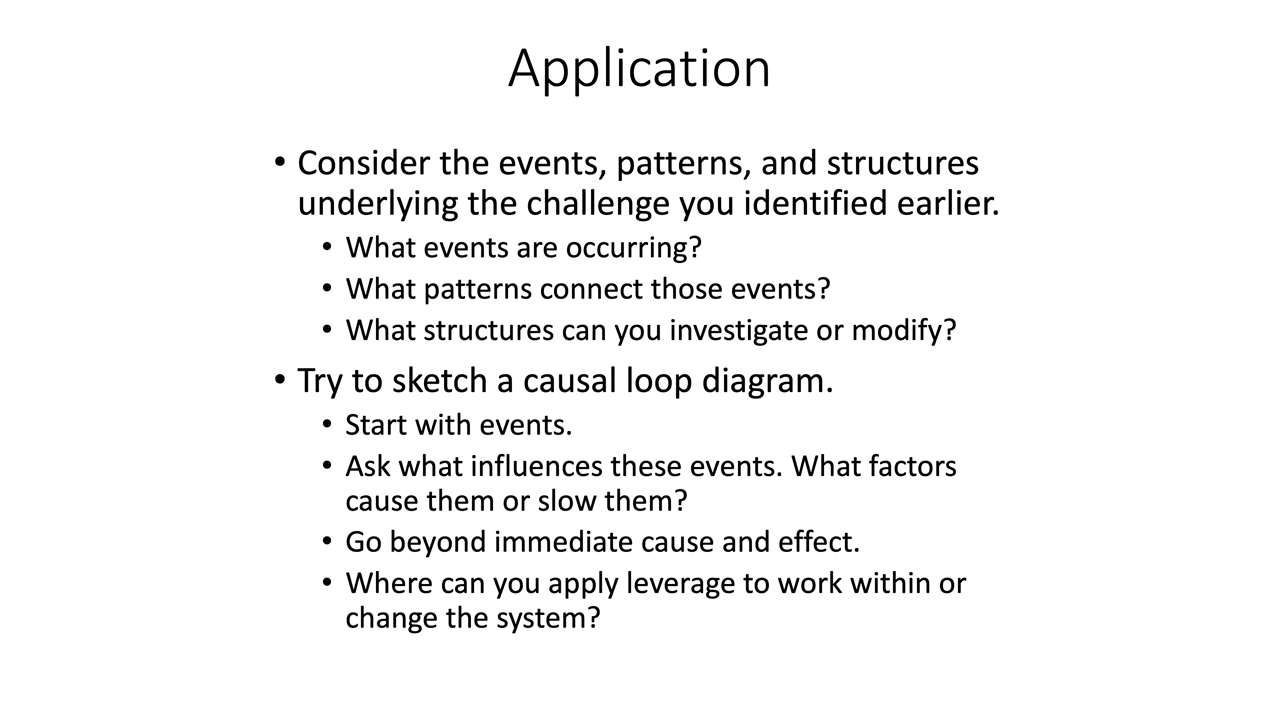 Application
• Consider the events, patterns, and structures
underlying the challenge you identified earlier.
• What events are occurring?
• What patterns connect those events?
• What structures can you investigate or modify?
• Try to sketch a causal loop diagram.
• Start with events.
• Ask what influences these events. What factors
cause them or slow them?
• Go beyond immediate cause and effect.
• Where can you apply leverage to work within or
change the system?